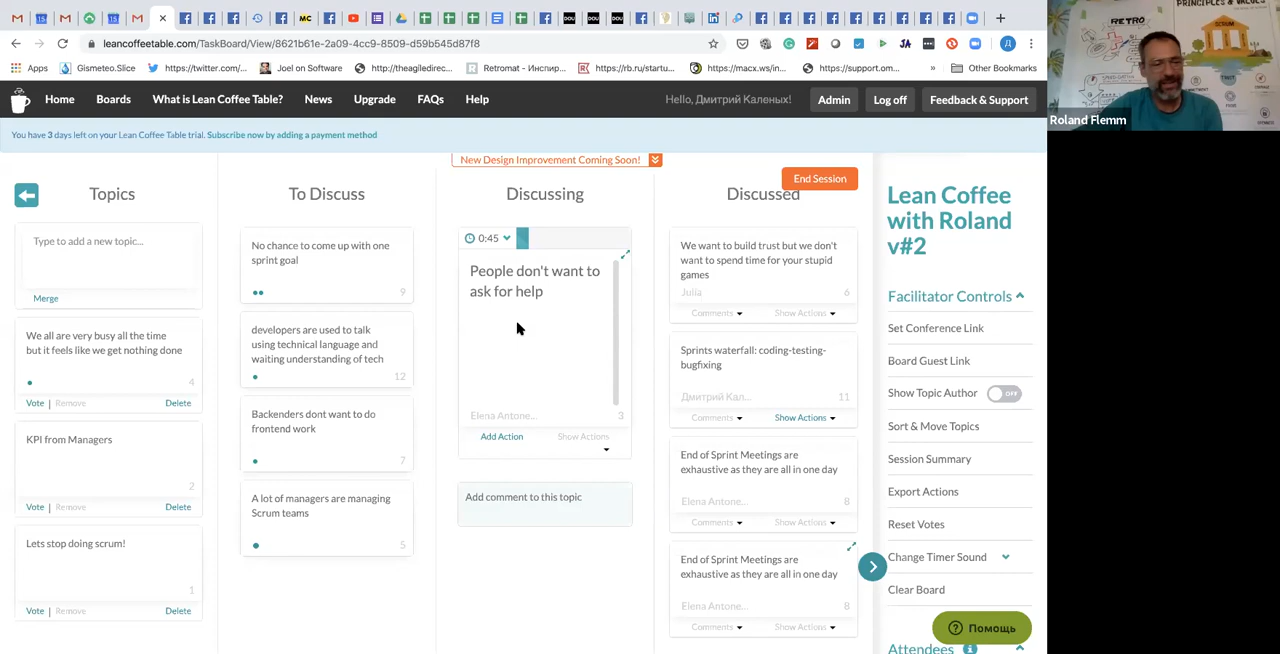 leancoffeetable.com/TaskBoard/View/8621b61e-2a09-4cc9-8509-d59b545d87f8
Apps
Gismeteo.Slice
https://twitter.com/...
Joel on Software
http://theagiledirec...
Retromat - Инспир...
https://rb.ru/startu...
https://macx.ws/in...
https://support.om...
»
Other Bookmarks
Home
Boards
What is Lean Coffee Table?
News
Upgrade
FAQs
Help
Hello, Дмитрий Каленых!
Admin
Log off
Feedback & Support
You have 3 days left on your Lean Coffee Table trial. Subscribe now by adding a payment method
New Design Improvement Coming Soon!
End Session
Topics
Type to add a new topic...
Merge
We all are very busy all the time
but it feels like we get nothing done
4
Vote | Remove
Delete
KPI from Managers
2
Vote | Remove
Delete
Lets stop doing scrum!
1
Vote | Remove
Delete
To Discuss
No chance to come up with one
sprint goal
9
developers are used to talk
using technical language and
waiting understanding of tech
12
Backenders dont want to do
frontend work
7
A lot of managers are managing
Scrum teams
5
Discussing
0:45
People don't want to
ask for help
Elena Antone...
3
Add Action
Show Actions
Add comment to this topic
Discussed
We want to build trust but we don't
want to spend time for your stupid
games
Julia
6
Comments
Show Actions
Sprints waterfall: coding-testing-
bugfixing
Дмитрий Кал...
11
Comments
Show Actions
End of Sprint Meetings are
exhaustive as they are all in one day
Elena Antone...
8
Comments
Show Actions
End of Sprint Meetings are
exhaustive as they are all in one day
Elena Antone...
8
Comments
Show Actions
Lean Coffee
with Roland
v#2
Facilitator Controls
Set Conference Link
Board Guest Link
Show Topic Author
OFF
Sort & Move Topics
Session Summary
Export Actions
Reset Votes
Change Timer Sound
Clear Board
Помощь
Attendees
RETRO
PRINCIPLES & VALUES
SCRUM
Roland Flemm